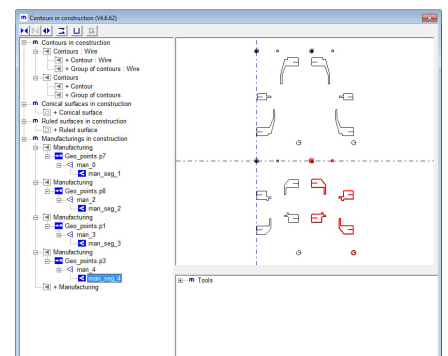 Contours in construction (V4.6.62)
Contours in construction
Contours : Wire
+ Contour : Wire
+ Group of contours : Wire
Contours
+ Contour
+ Group of contours
Conical surfaces in construction
+ Conical surface
Ruled surfaces in construction
+ Ruled surface
Manufacturings in construction
Manufacturing
Geo_points.p7
man_0
man_seg_1
Manufacturing
Geo_points.p8
man_2
man_seg_2
Manufacturing
Geo_points.p1
man_3
man_seg_3
Manufacturing
Geo_points.p3
man_4
man_seg_4
+ Manufacturing
Tools